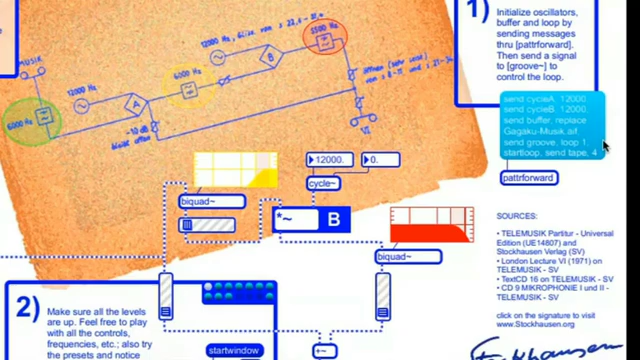 1)
Initialize oscillators,
buffer and loop by
sending messages
thru [pattrforward].
Then send a signal
to [groove~] to
control the loop.
send cycleA, 12000.
send cycleB, 12000.
send buffer, replace
Gagaku-Musik.aif,
send groove, loop 1,
startloop, send tape, 4
pattrforward
MUSIK
12000 Hz
5500 Hz
6000 Hz
12000 Hz
6000 Hz
A
B
-10 dB
VI
12000.
0.
cycle~
biquad~
*~
B
biquad~
SOURCES:
• TELEMUSIK Partitur - Universal
Edition (UE14807) and
Stockhausen Verlag (SV)
• London Lecture VI (1971) on
TELEMUSIK - SV
• TextCD 16 on TELEMUSIK - SV
• CD 9 MIKROPHONIE I und II -
TELEMUSIK - SV
click on the signature to visit
www.Stockhausen.org
Stockhausen
2)
Make sure all the levels
are up. Feel free to play
with all the controls,
frequencies, etc.; also try
the presets and notice
startwindow
+~